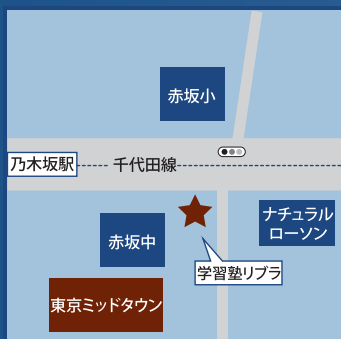 赤坂小
乃木坂駅
千代田線
ナチュラル
ローソン
赤坂中
学習塾リブラ
東京ミッドタウン